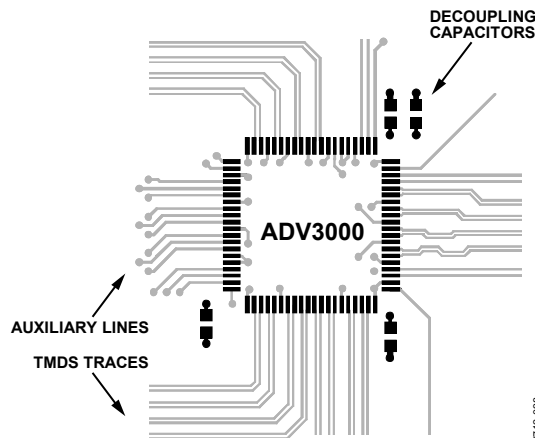 DECOUPLING
CAPACITORS
ADV3000
AUXILIARY LINES
TMDS TRACES